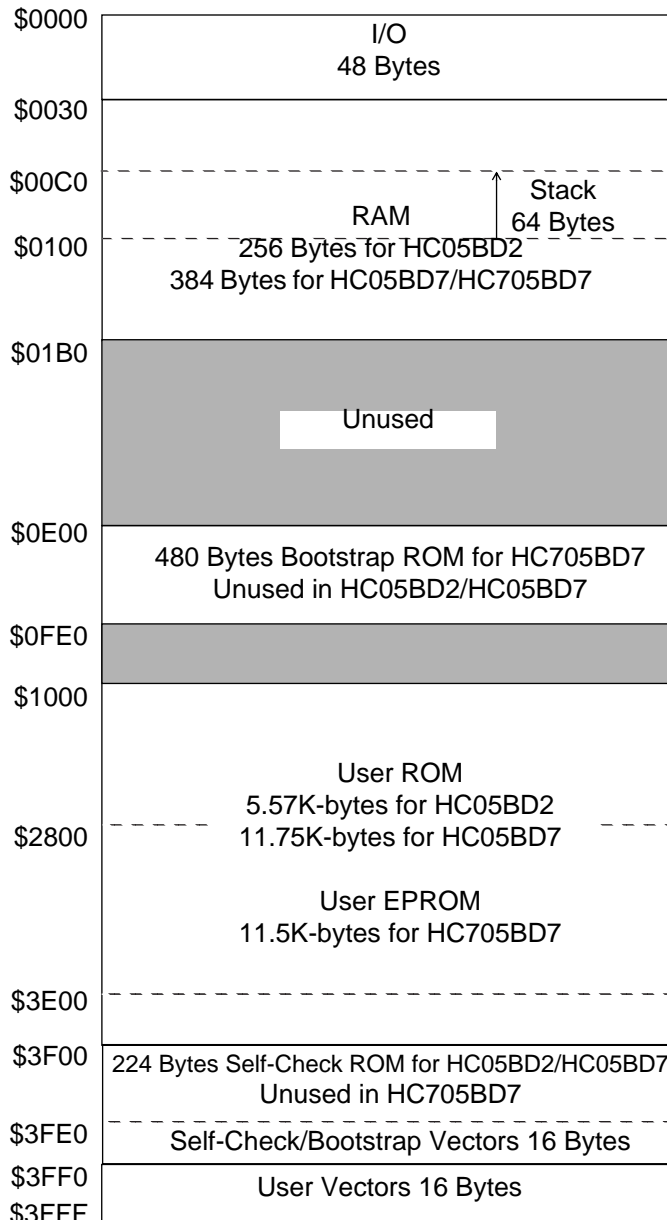 $0000
I/O
48 Bytes
$0030
$00C0
Stack
64 Bytes
RAM
$0100
256 Bytes for HC05BD2
384 Bytes for HC05BD7/HC705BD7
$01B0
Unused
$0E00
480 Bytes Bootstrap ROM for HC705BD7
Unused in HC05BD2/HC05BD7
$0FE0
$1000
User ROM
5.57K-bytes for HC05BD2
$2800
11.75K-bytes for HC05BD7
User EPROM
11.5K-bytes for HC705BD7
$3E00
$3F00
224 Bytes Self-Check ROM for HC05BD2/HC05BD7
Unused in HC705BD7
$3FE0
Self-Check/Bootstrap Vectors 16 Bytes
$3FF0
User Vectors 16 Bytes